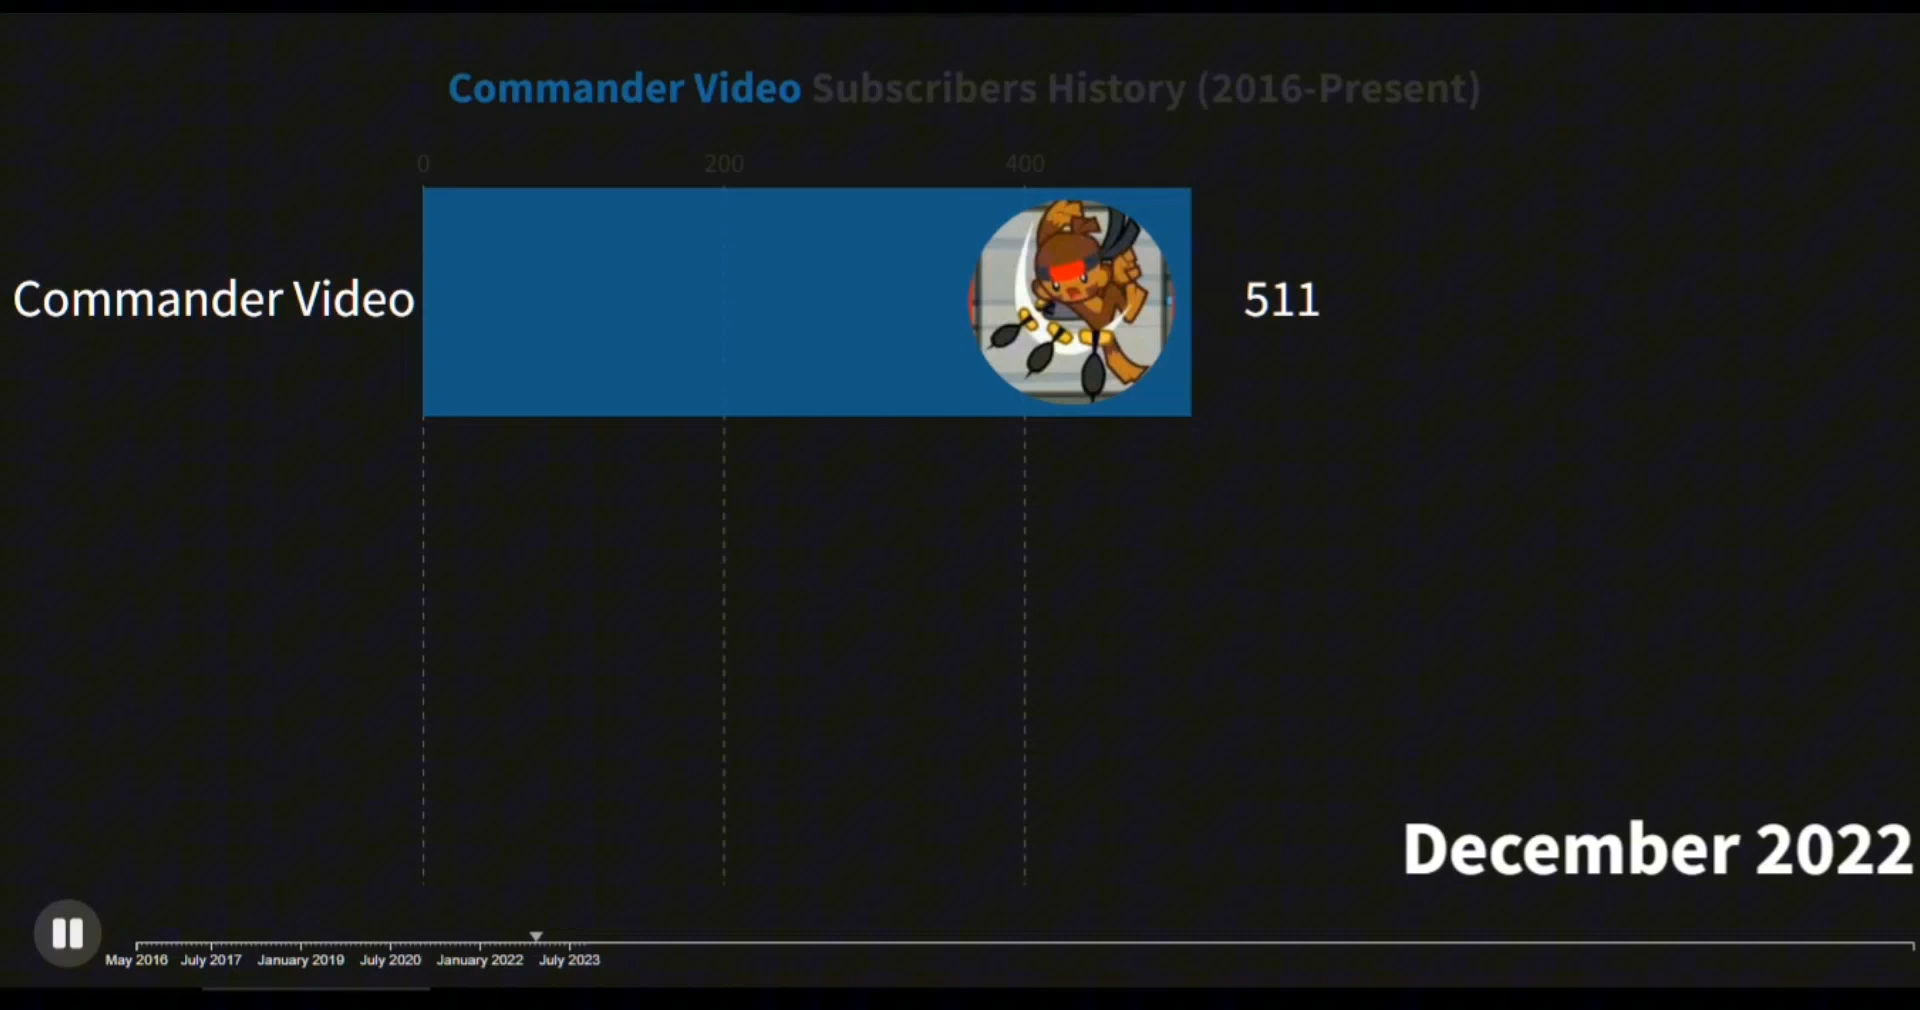 Commander Video Subscribers History (2016-Present)
0 200 400
Commander Video 511
December 2022
May 2016 July 2017 January 2019 July 2020 January 2022 July 2023